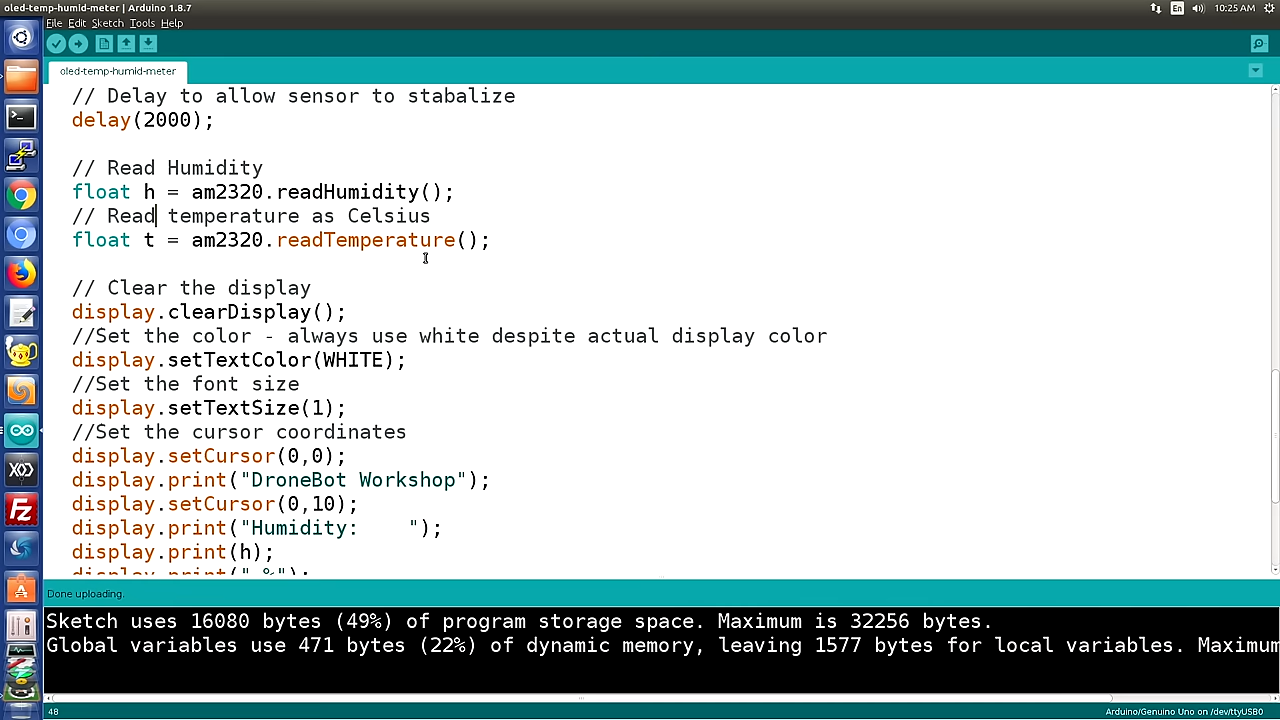 oled-temp-humid-meter | Arduino 1.8.7
En
10:25 AM
File Edit Sketch Tools Help
oled-temp-humid-meter
// Delay to allow sensor to stabalize
delay(2000);
// Read Humidity
float h = am2320.readHumidity();
// Read temperature as Celsius
float t = am2320.readTemperature();
// Clear the display
display.clearDisplay();
//Set the color - always use white despite actual display color
display.setTextColor(WHITE);
//Set the font size
display.setTextSize(1);
//Set the cursor coordinates
display.setCursor(0,0);
display.print("DroneBot Workshop");
display.setCursor(0,10);
display.print("Humidity:    ");
display.print(h);
display.print(" %");
Done uploading.
Sketch uses 16080 bytes (49%) of program storage space. Maximum is 32256 bytes.
Global variables use 471 bytes (22%) of dynamic memory, leaving 1577 bytes for local variables. Maximum
48
Arduino/Genuino Uno on /dev/ttyUSB0